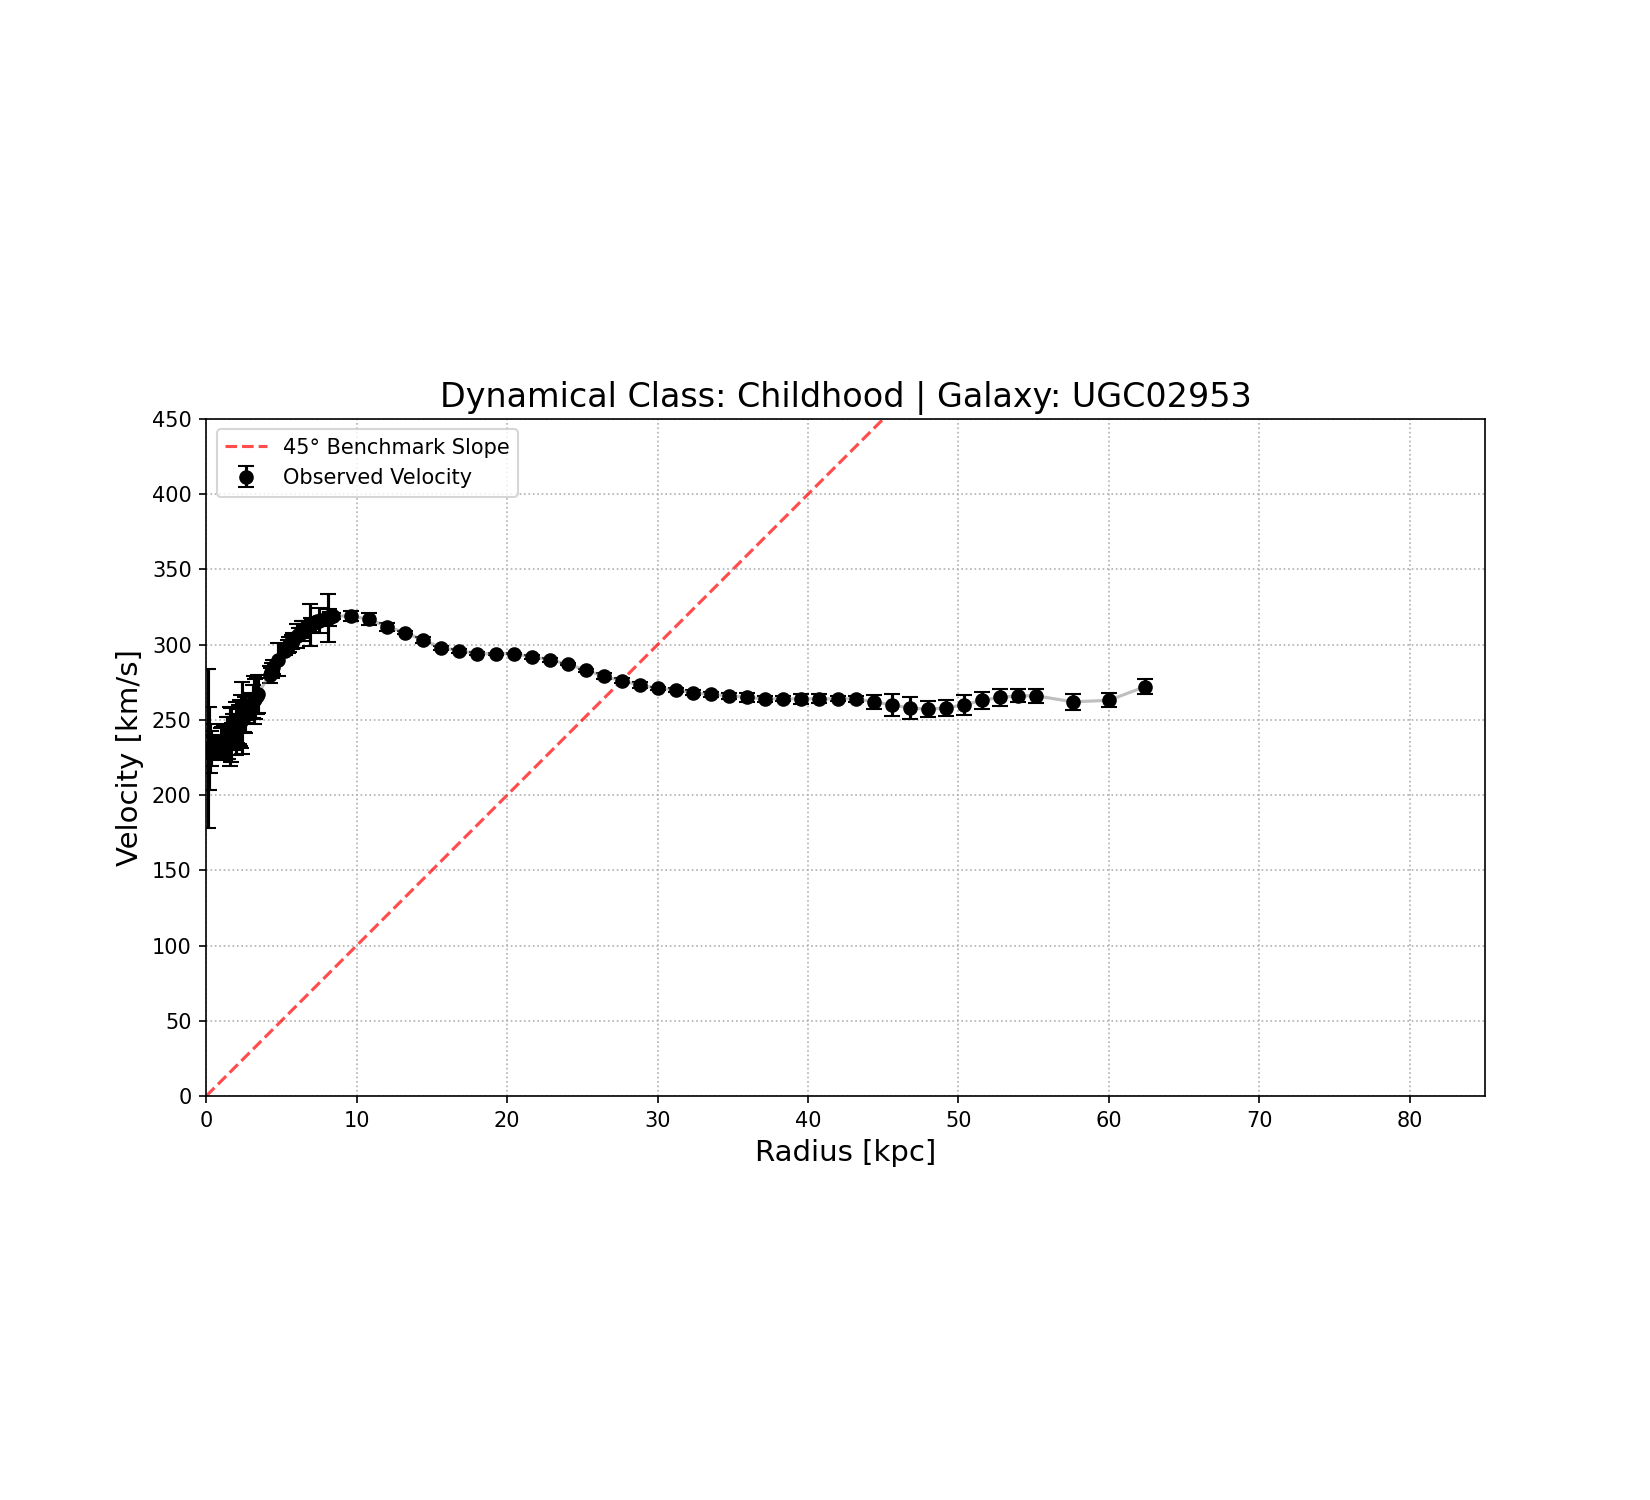 Dynamical Class: Childhood | Galaxy: UGC02953
45° Benchmark Slope
Observed Velocity
450
400
350
300
250
200
150
100
50
0
Velocity [km/s]
0 10 20 30 40 50 60 70 80
Radius [kpc]